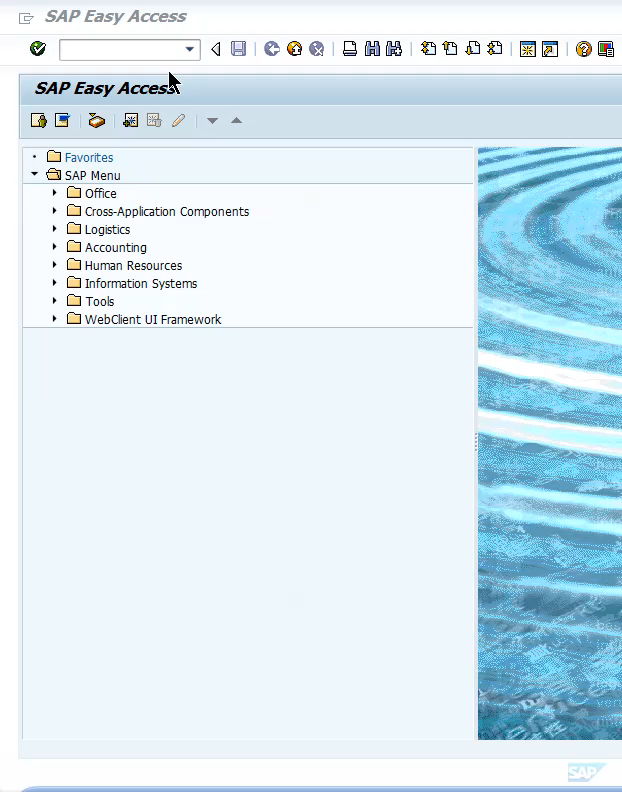 SAP Easy Access
SAP Easy Access
Favorites
SAP Menu
Office
Cross-Application Components
Logistics
Accounting
Human Resources
Information Systems
Tools
WebClient UI Framework
SAP